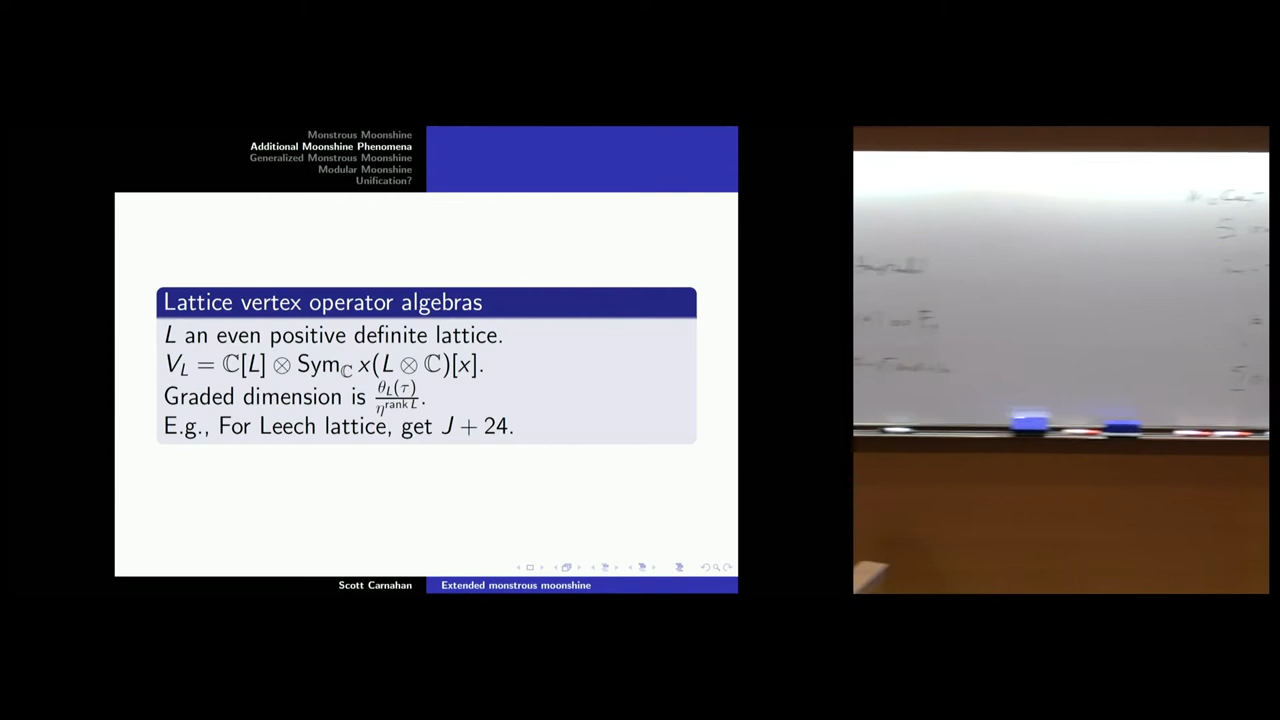 Monstrous Moonshine
Additional Moonshine Phenomena
Generalized Monstrous Moonshine
Modular Moonshine
Unification?
Lattice vertex operator algebras
L an even positive definite lattice.
V_L = ℂ[L] ⊗ Sym_ℂ x(L ⊗ ℂ)[x].
Graded dimension is θ_L(τ)/η^{rank L}.
E.g., For Leech lattice, get J + 24.
Scott Carnahan
Extended monstrous moonshine